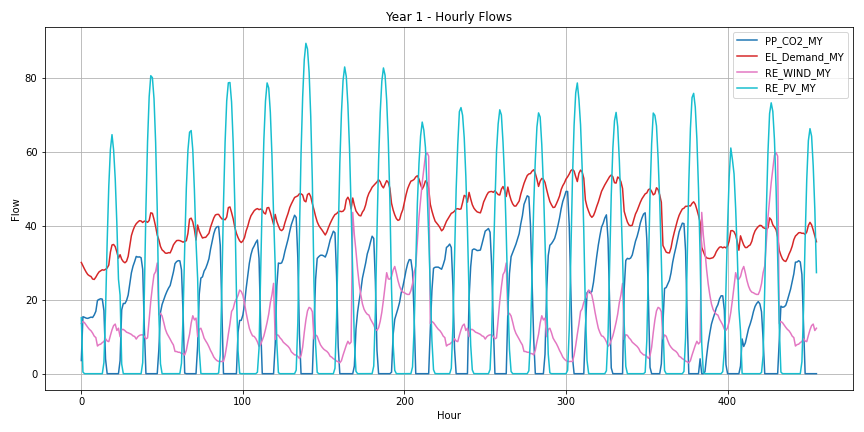 Year 1 - Hourly Flows
PP_CO2_MY
EL_Demand_MY
RE_WIND_MY
RE_PV_MY
Flow
80
60
40
20
0
0 100 200 300 400
Hour